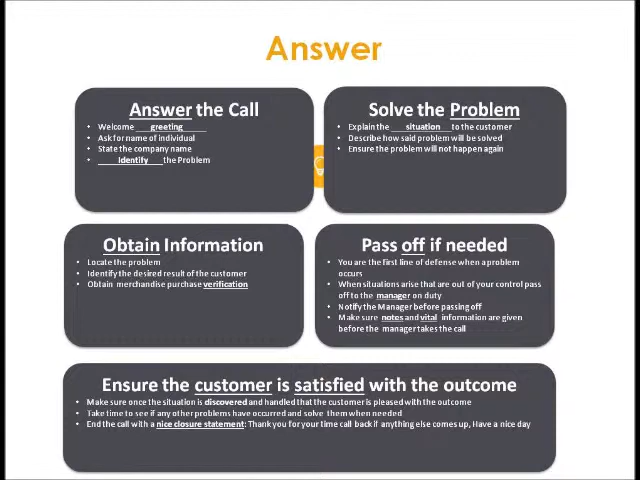 Answer
Answer the Call
• Welcome ___greeting______
• Ask for name of individual
• State the company name
• _____Identify____ the Problem
Solve the Problem
• Explain the ____situation___ to the customer
• Describe how said problem will be solved
• Ensure the problem will not happen again
Obtain Information
• Locate the problem
• Identify the desired result of the customer
• Obtain merchandise purchase verification
Pass off if needed
• You are the first line of defense when a problem
occurs
• When situations arise that are out of your control pass
off to the manager on duty
• Notify the Manager before passing off
• Make sure notes and vital information are given
before the manager takes the call
Ensure the customer is satisfied with the outcome
• Make sure once the situation is discovered and handled that the customer is pleased with the outcome
• Take time to see if any other problems have occurred and solve them when needed
• End the call with a nice closure statement: Thank you for your time call back if anything else comes up, Have a nice day